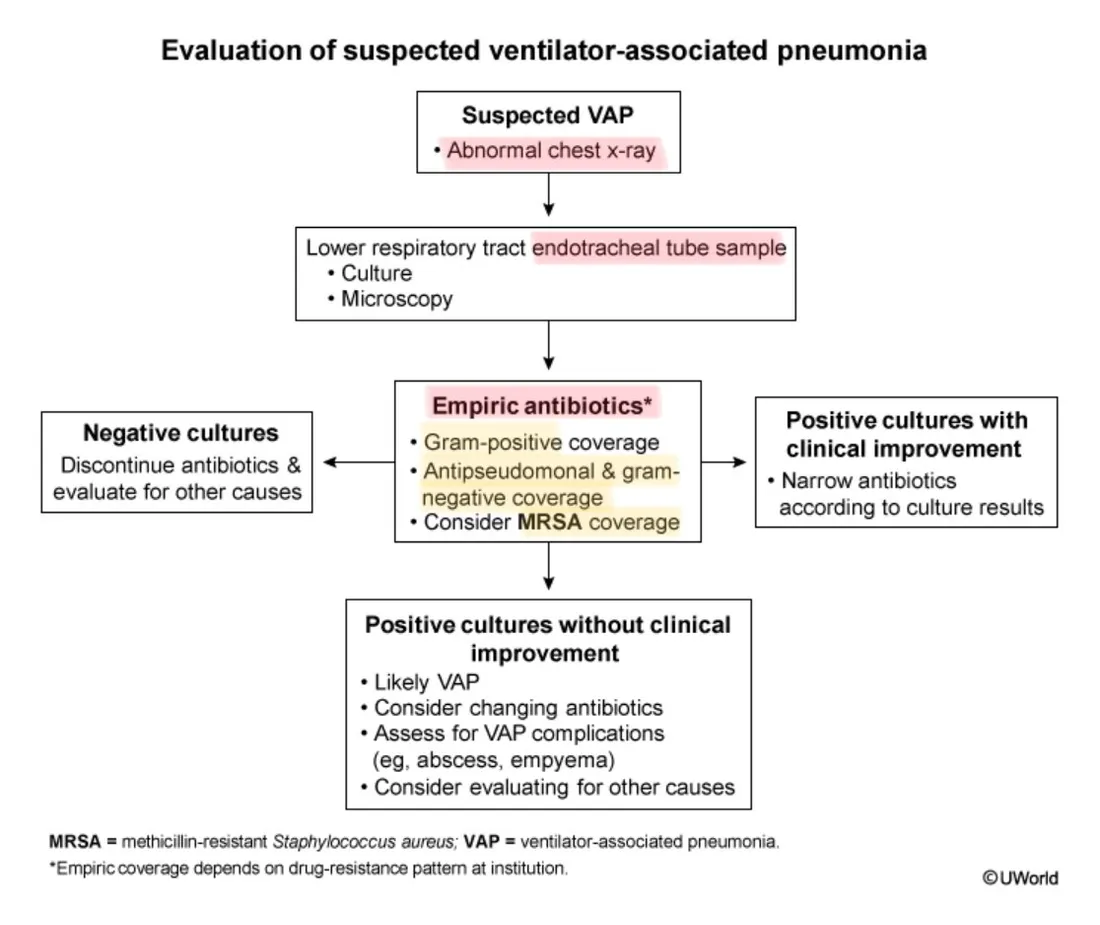 Evaluation of suspected ventilator-associated pneumonia
Suspected VAP
• Abnormal chest x-ray
Lower respiratory tract endotracheal tube sample
• Culture
• Microscopy
Empiric antibiotics*
• Gram-positive coverage
• Antipseudomonal & gram-
negative coverage
• Consider MRSA coverage
Negative cultures
Discontinue antibiotics &
evaluate for other causes
Positive cultures with
clinical improvement
• Narrow antibiotics
according to culture results
Positive cultures without clinical
improvement
• Likely VAP
• Consider changing antibiotics
• Assess for VAP complications
(eg, abscess, empyema)
• Consider evaluating for other causes
MRSA = methicillin-resistant Staphylococcus aureus; VAP = ventilator-associated pneumonia.
*Empiric coverage depends on drug-resistance pattern at institution.
©UWorld